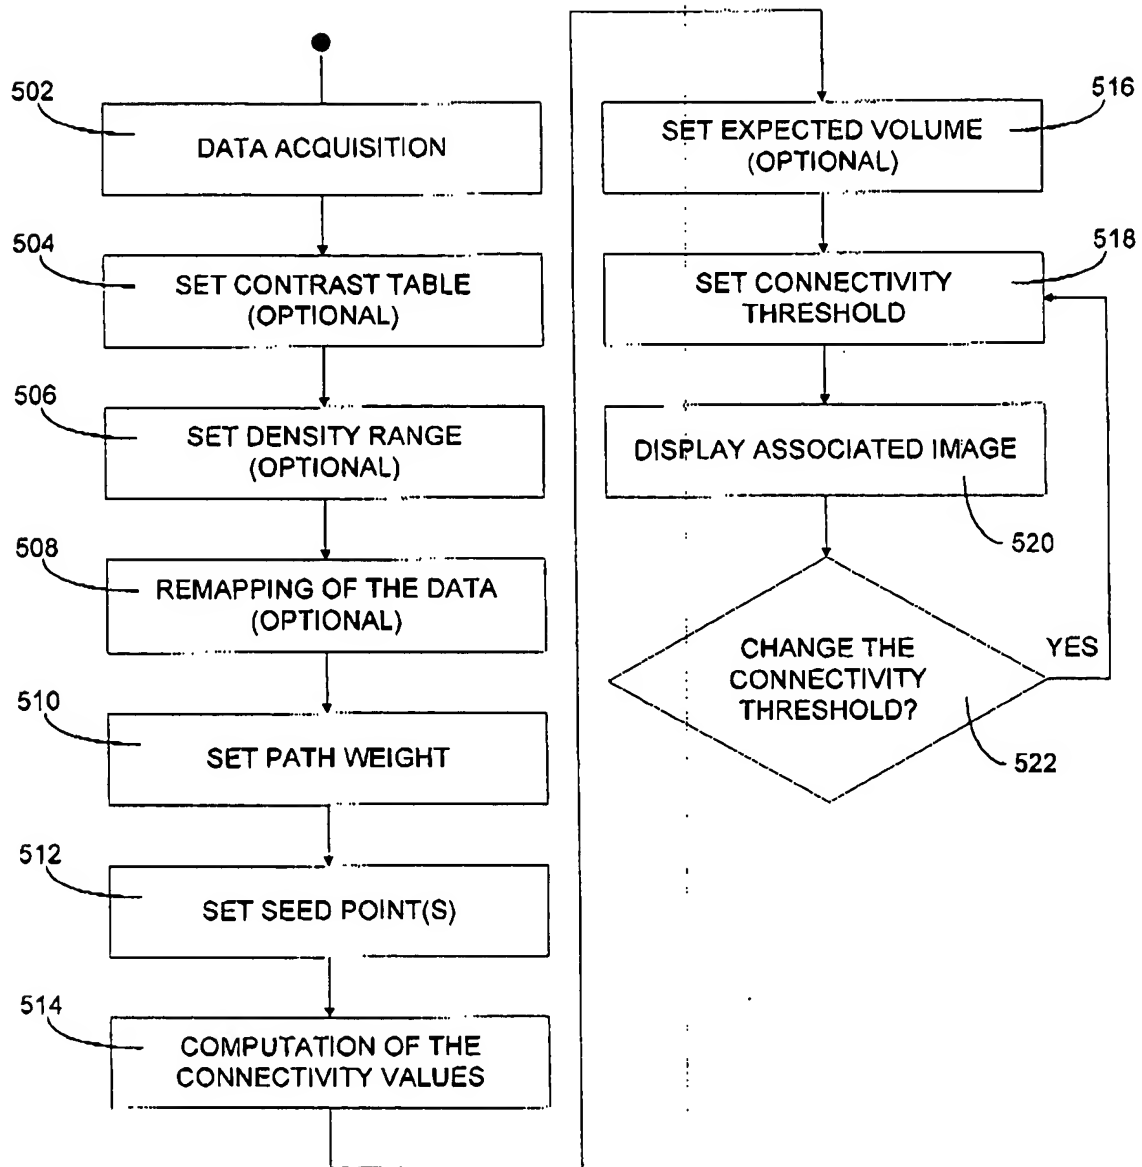 502
DATA ACQUISITION
504
SET CONTRAST TABLE
(OPTIONAL)
506
SET DENSITY RANGE
(OPTIONAL)
508
REMAPPING OF THE DATA
(OPTIONAL)
510
SET PATH WEIGHT
512
SET SEED POINT(S)
514
COMPUTATION OF THE
CONNECTIVITY VALUES
516
SET EXPECTED VOLUME
(OPTIONAL)
518
SET CONNECTIVITY
THRESHOLD
DISPLAY ASSOCIATED IMAGE
520
CHANGE THE
CONNECTIVITY
THRESHOLD?
YES
522